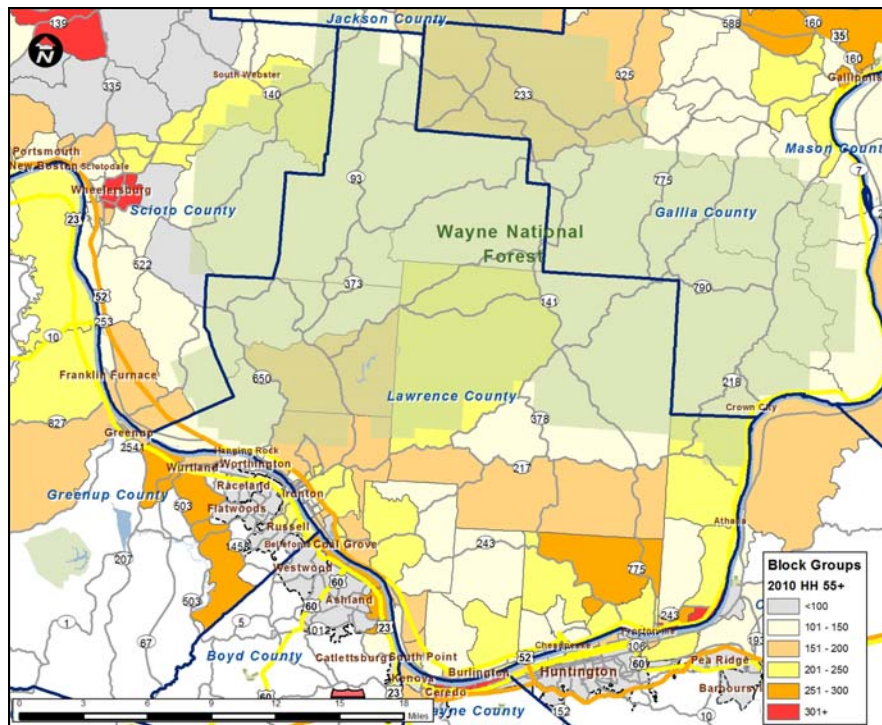 Jackson County
139
588
160
35
160
N
335
South Webster
140
233
325
Gallipolis
Portsmouth
New Boston
Sciotodale
Mason County
7
Wheelersburg
93
775
23
Scioto County
Gallia County
Wayne National
Forest
522
373
141
790
52
253
10
Franklin Furnace
650
Lawrence County
218
378
Crown City
827
Greenup
2541
Hanging Rock
217
Wurtland
Worthington
Raceland
Ironton
Greenup County
503
Flatwoods
Russell
Athalia
1458
Bellefonte
Coal Grove
243
207
Westwood
775
60
Ashland
503
243
Proctorville
1
5
60
1012
23
Chesapeake
106
193
67
Boyd County
Catlettsburg
South Point
52
60
Pea Ridge
Burlington
Huntington
Kenova
60
23
Ceredo
Barboursv
Wayne County
152
10
Block Groups
2010 HH 55+
<100
101 - 150
151 - 200
201 - 250
251 - 300
301+
0 3 6 9 12 15 18
Miles